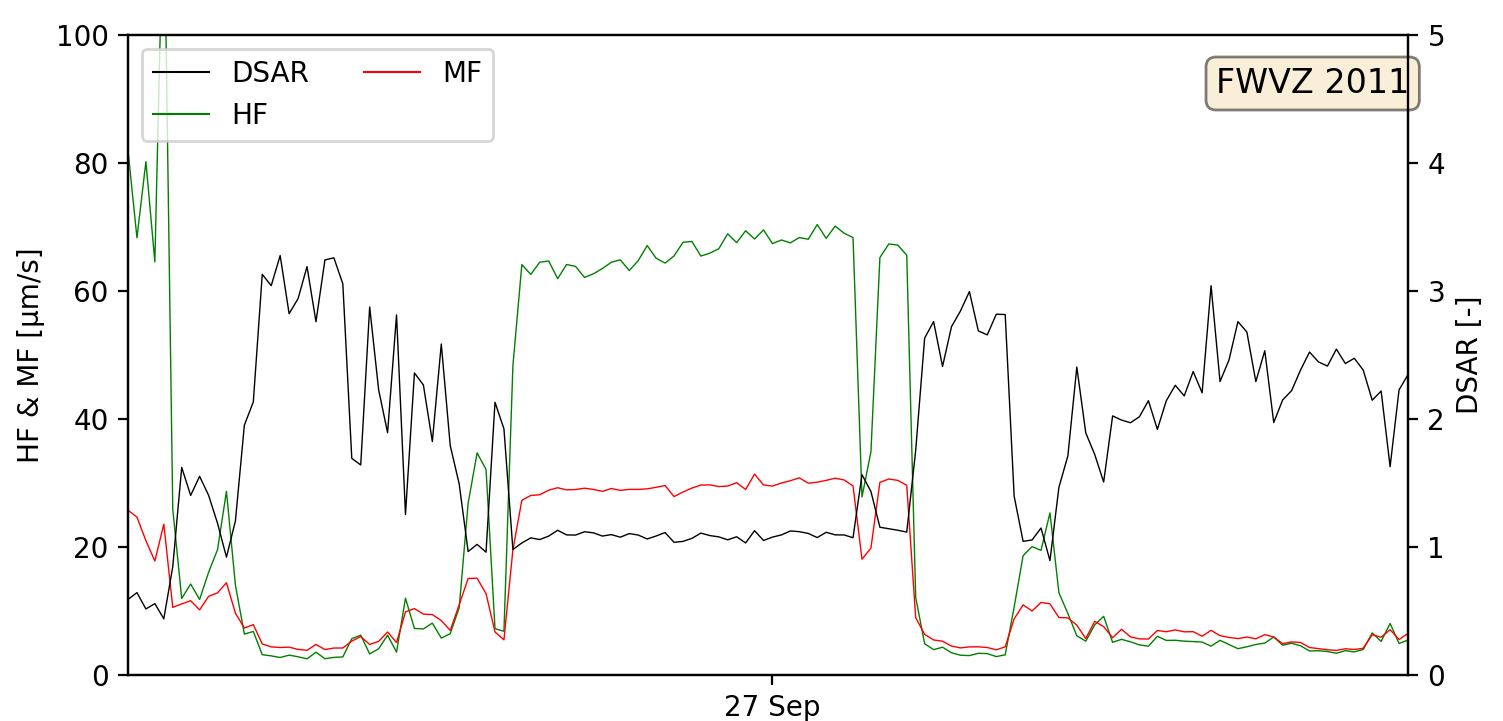 DSAR
MF
HF
FWVZ 2011
HF & MF [μm/s]
100
80
60
40
20
0
DSAR [-]
5
4
3
2
1
0
27 Sep